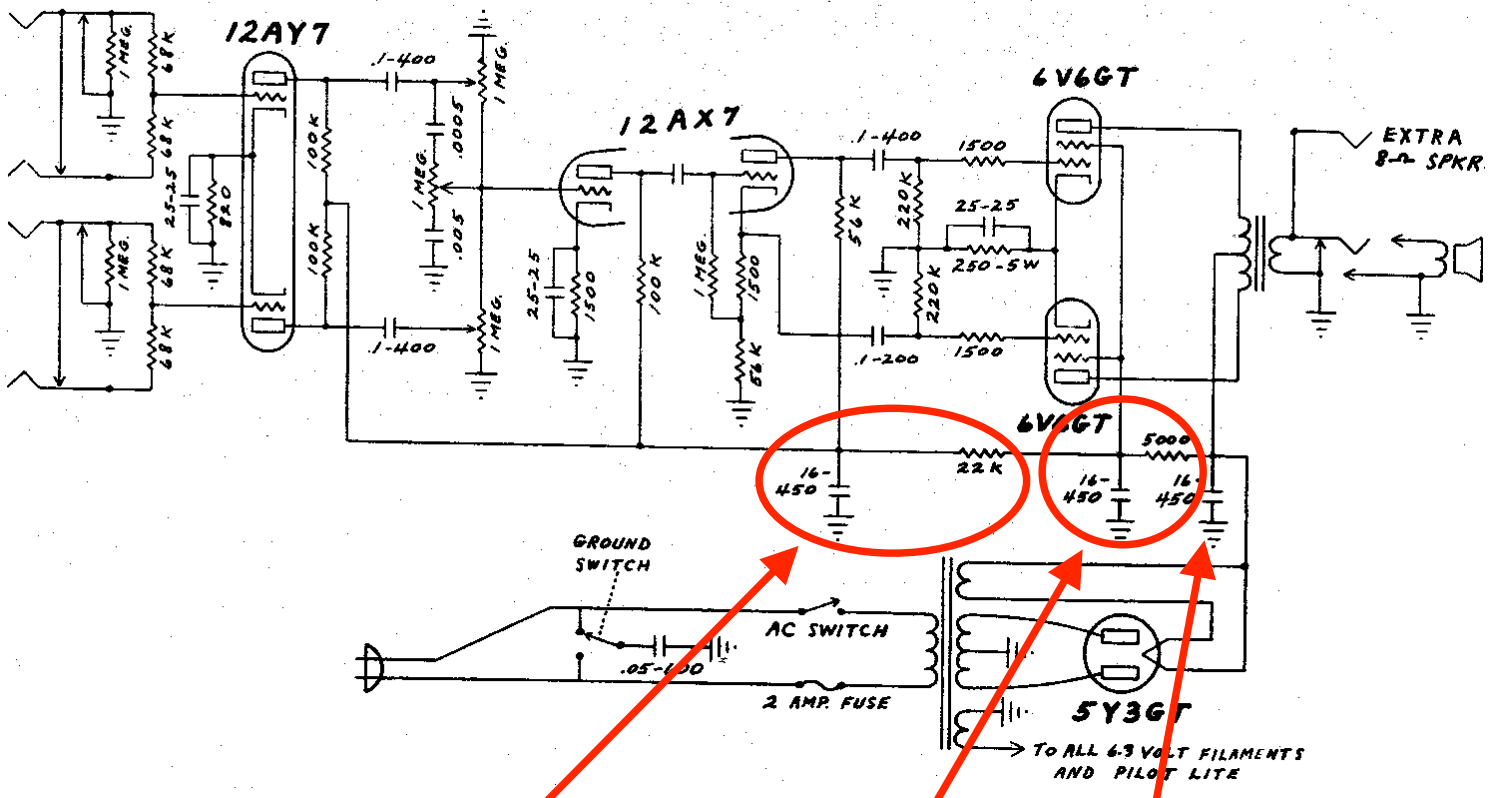 12AY7
1 MEG.
68K
68K
.1-400
1 MEG.
100K
.0005
1 MEG.
.005
25-25
820
100K
1 MEG.
68K
68K
.1-400
1 MEG.
12AX7
25-25
1500
100K
1 MEG.
1500
56K
56K
.1-400
220K
1500
25-25
250-5W
220K
.1-200
1500
6V6GT
6V6GT
EXTRA
8-Ω SPKR.
16-
450
22K
16-
450
5000
16-
450
GROUND
SWITCH
AC SWITCH
.05-600
2 AMP. FUSE
5Y3GT
TO ALL 6.3 VOLT FILAMENTS
AND PILOT LITE